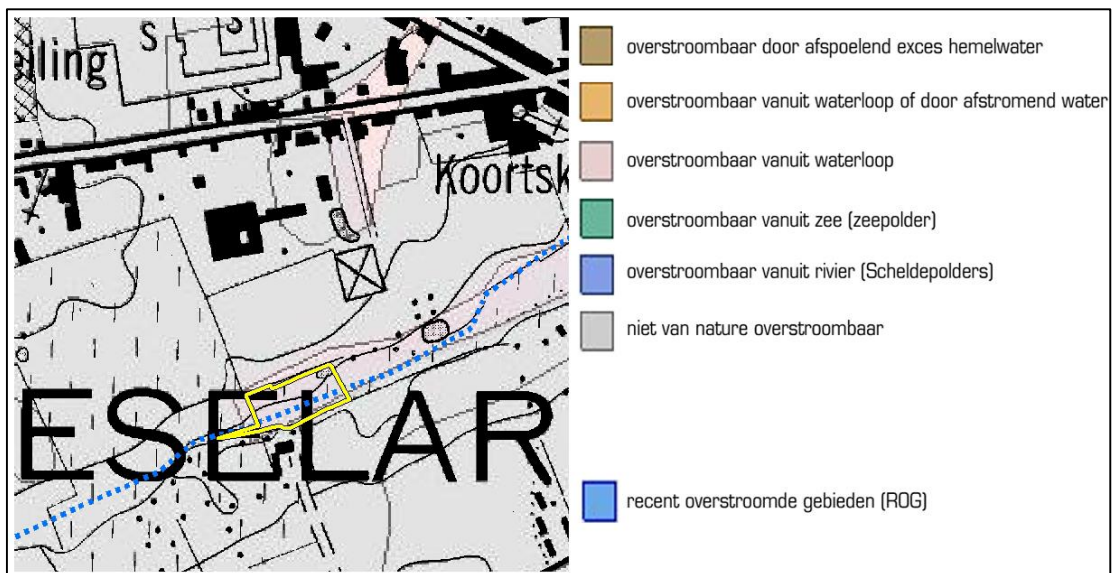 elling
s
s
Koortsk
ESELAR
overstroombaar door afspoelend exces hemelwater
overstroombaar vanuit waterloop of door afstromend water
overstroombaar vanuit waterloop
overstroombaar vanuit zee (zeepolder)
overstroombaar vanuit rivier (Scheldepolders)
niet van nature overstroombaar
recent overstroomde gebieden (ROG)